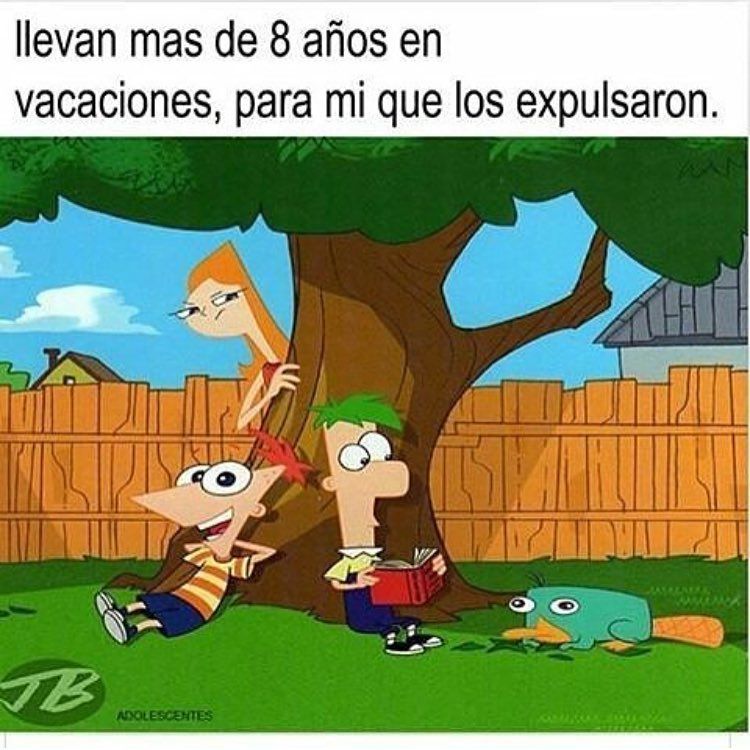 llevan mas de 8 años en
vacaciones, para mi que los expulsaron.
JB
ADOLESCENTES